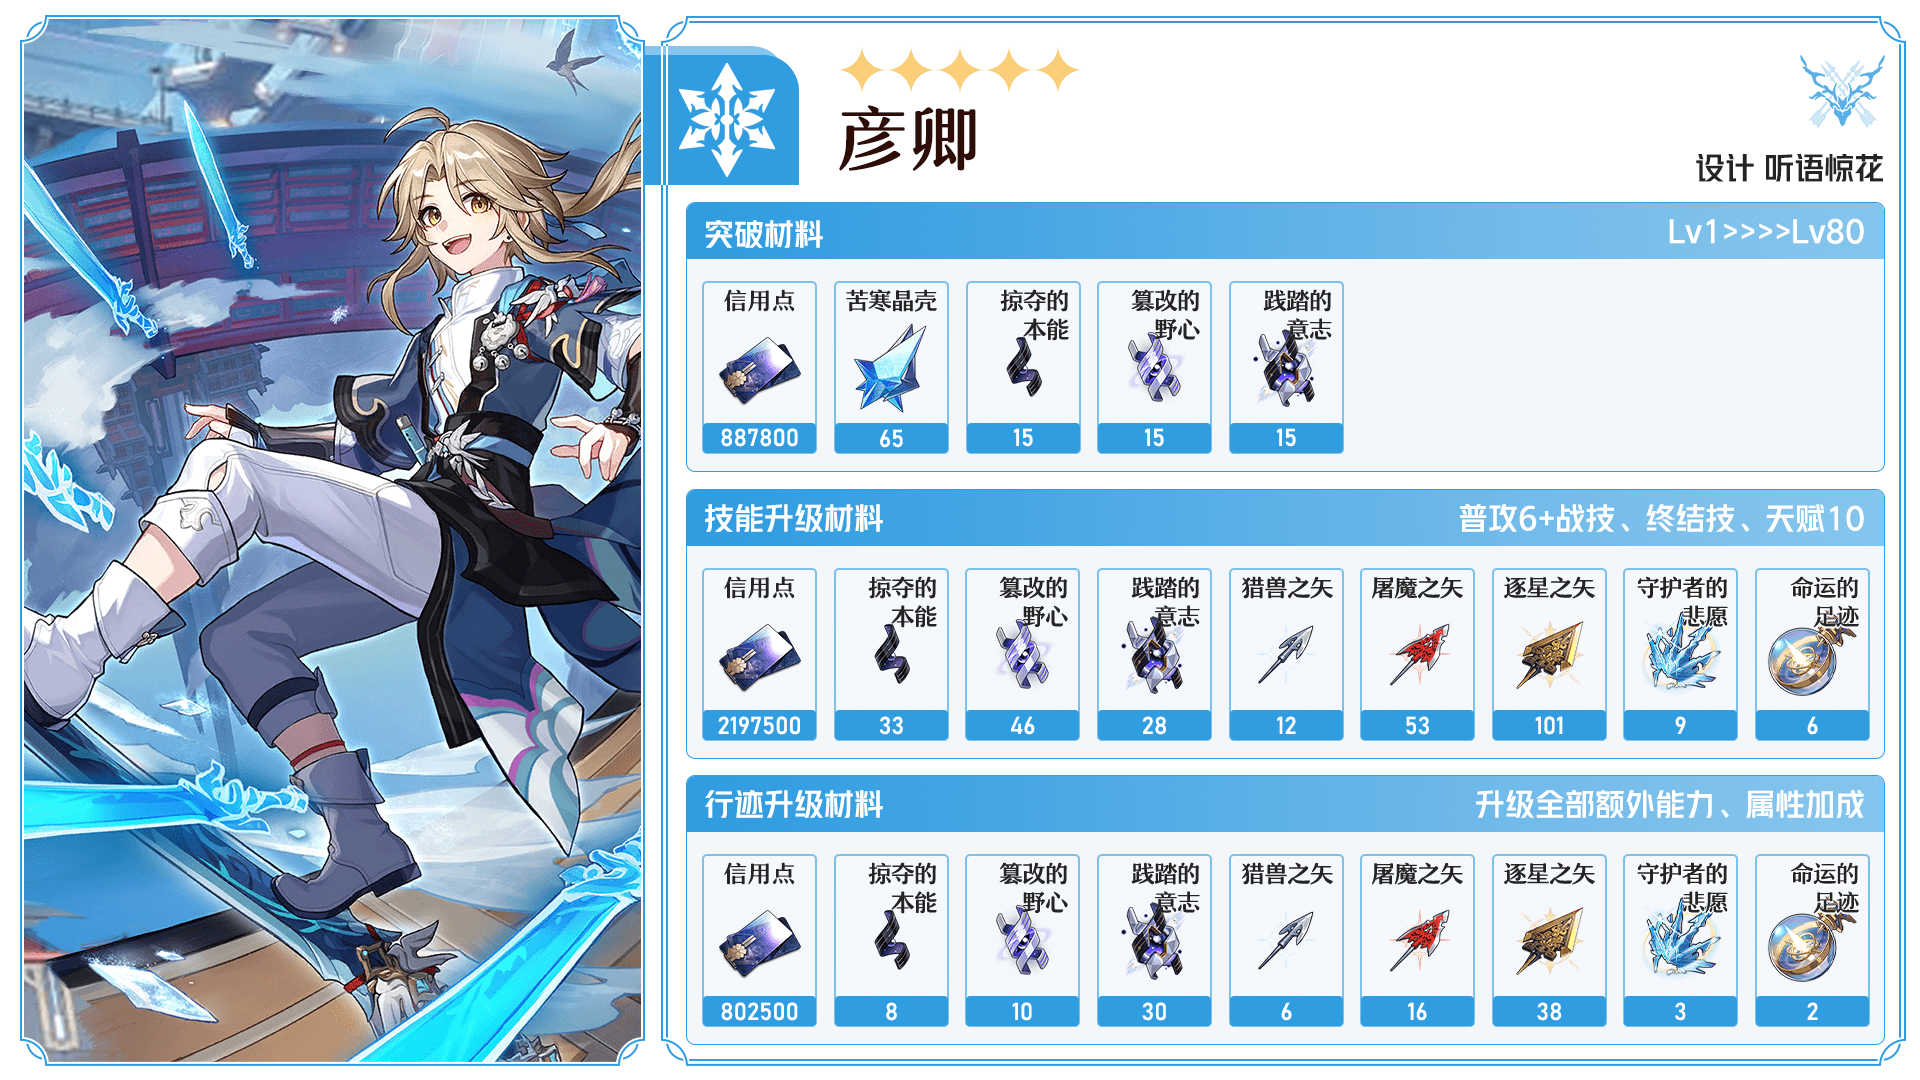 彦卿
设计 听语惊花
突破材料 Lv1>>>>Lv80
信用点 苦寒晶壳 掠夺的 篡改的 践踏的
本能 野心 意志
887800 65 15 15 15
技能升级材料 普攻6+战技、终结技、天赋10
信用点 掠夺的 篡改的 践踏的 猎兽之矢 屠魔之矢 逐星之矢 守护者的 命运的
本能 野心 意志 悲愿 足迹
2197500 33 46 28 12 53 101 9 6
行迹升级材料 升级全部额外能力、属性加成
信用点 掠夺的 篡改的 践踏的 猎兽之矢 屠魔之矢 逐星之矢 守护者的 命运的
本能 野心 意志 悲愿 足迹
802500 8 10 30 6 16 38 3 2